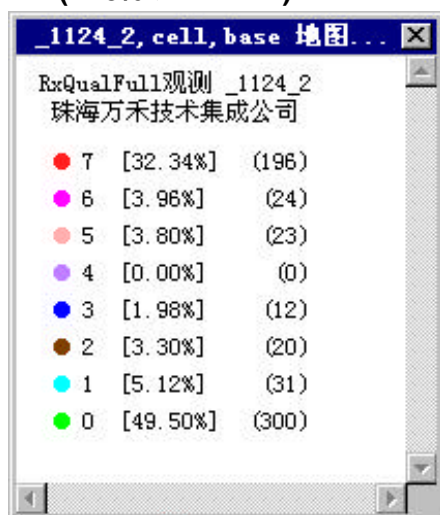 _1124_2,cell,base 地图...
RxQualFull观测 _1124_2
珠海万禾技术集成公司
7 [32.34%] (196)
6 [3.96%] (24)
5 [3.80%] (23)
4 [0.00%] (0)
3 [1.98%] (12)
2 [3.30%] (20)
1 [5.12%] (31)
0 [49.50%] (300)